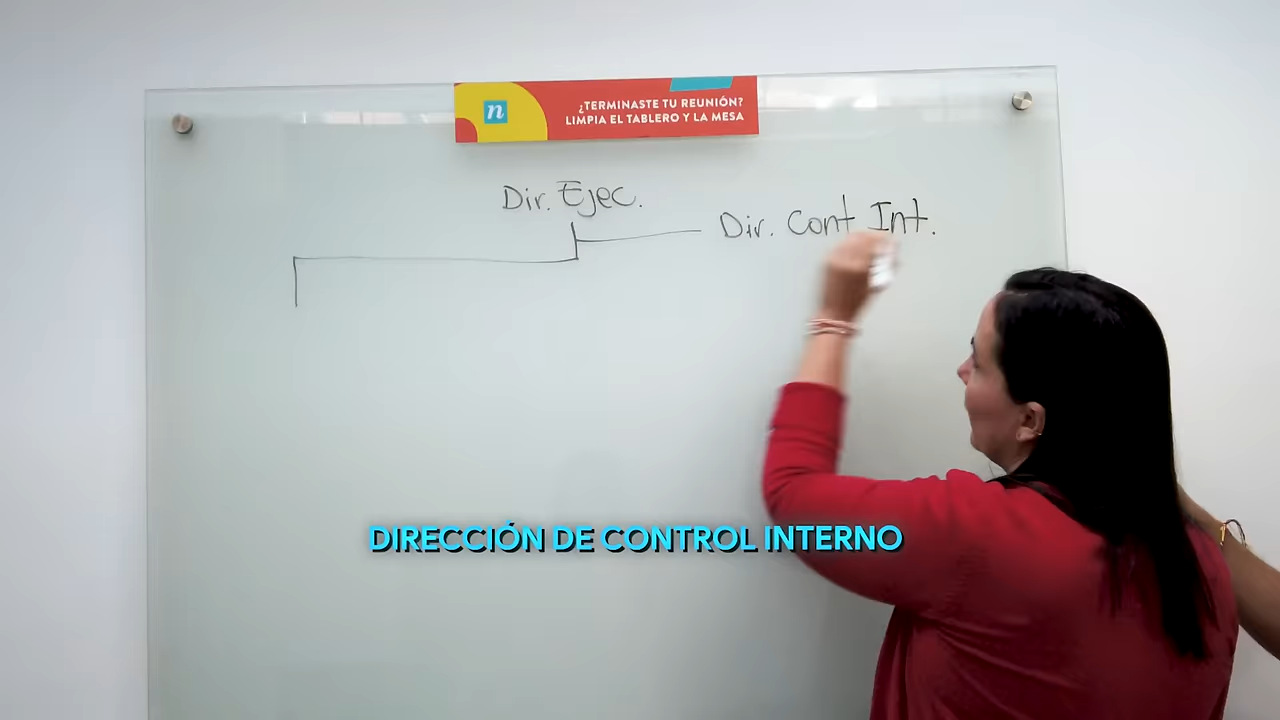 n
¿TERMINASTE TU REUNIÓN?
LIMPIA EL TABLERO Y LA MESA
Dir. Ejec.
Dir. Cont Int.
DIRECCIÓN DE CONTROL INTERNO